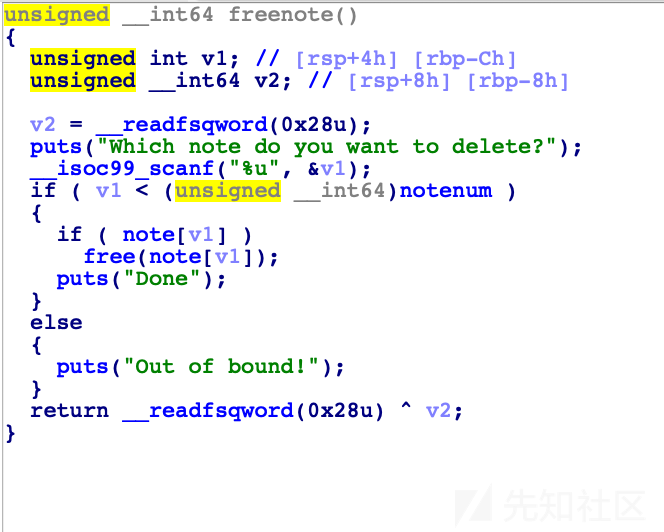 unsigned __int64 freenote()
{
  unsigned int v1; // [rsp+4h] [rbp-Ch]
  unsigned __int64 v2; // [rsp+8h] [rbp-8h]

  v2 = __readfsqword(0x28u);
  puts("Which note do you want to delete?");
  __isoc99_scanf("%u", &v1);
  if ( v1 < (unsigned __int64)notenum )
  {
    if ( note[v1] )
      free(note[v1]);
    puts("Done");
  }
  else
  {
    puts("Out of bound!");
  }
  return __readfsqword(0x28u) ^ v2;
}
先知社区